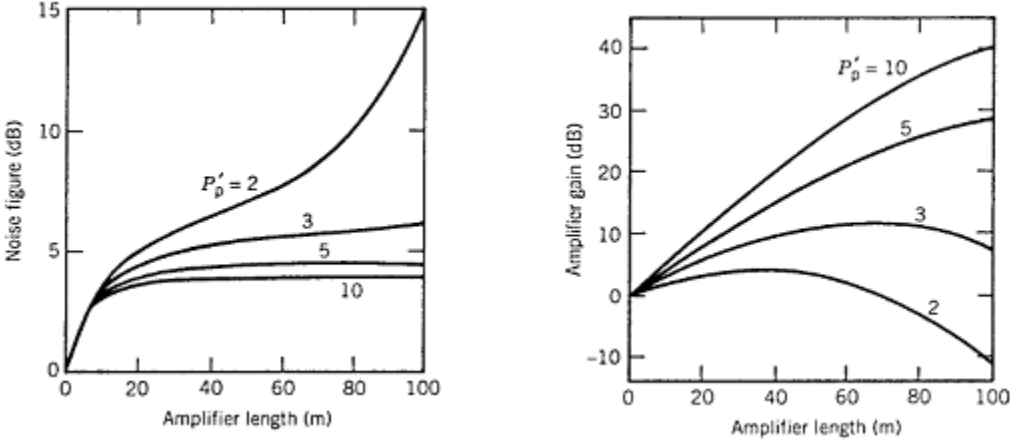 15
10
5
0
Noise figure (dB)
P'p = 2
3
5
10
0 20 40 60 80 100
Amplifier length (m)
40
30
20
10
0
-10
Amplifier gain (dB)
P'p = 10
5
3
2
0 20 40 60 80 100
Amplifier length (m)